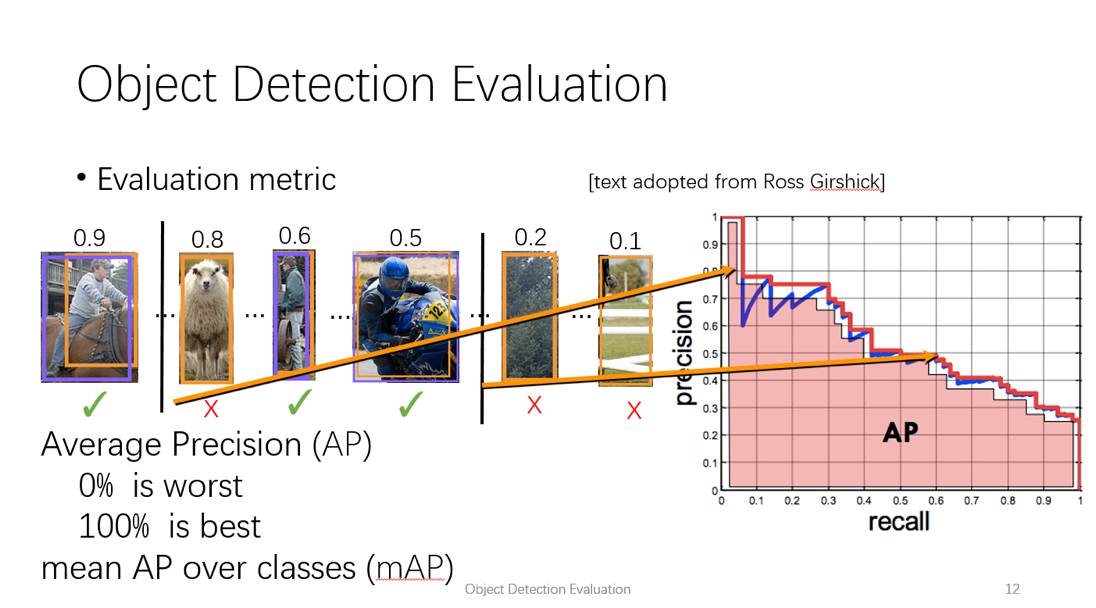 Object Detection Evaluation
• Evaluation metric
[text adopted from Ross Girshick]
0.9
0.8
0.6
0.5
0.2
0.1
... ... ... ... ...
✓ X ✓ ✓ X X
12
Average Precision (AP)
0% is worst
100% is best
mean AP over classes (mAP)
precision
1
0.9
0.8
0.7
0.6
0.5
0.4
0.3
0.2
0.1
0
AP
0 0.1 0.2 0.3 0.4 0.5 0.6 0.7 0.8 0.9 1
recall
Object Detection Evaluation
12